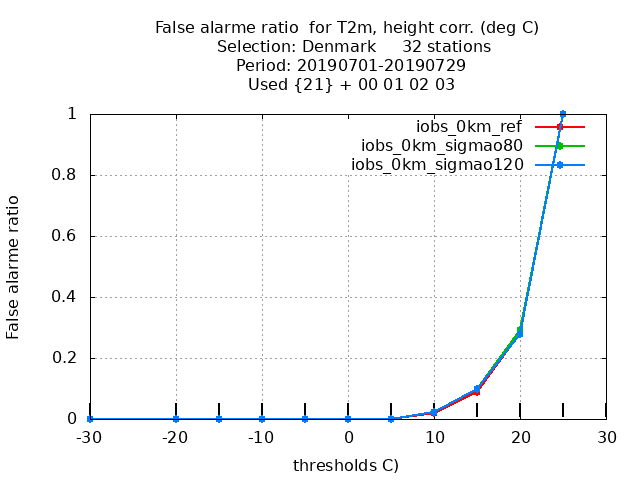 False alarme ratio  for T2m, height corr. (deg C)
Selection: Denmark     32 stations
Period: 20190701-20190729
Used {21} + 00 01 02 03
iobs_0km_ref
iobs_0km_sigmao80
iobs_0km_sigmao120
False alarme ratio
1
0.8
0.6
0.4
0.2
0
-30 -20 -10 0 10 20 30
thresholds C)